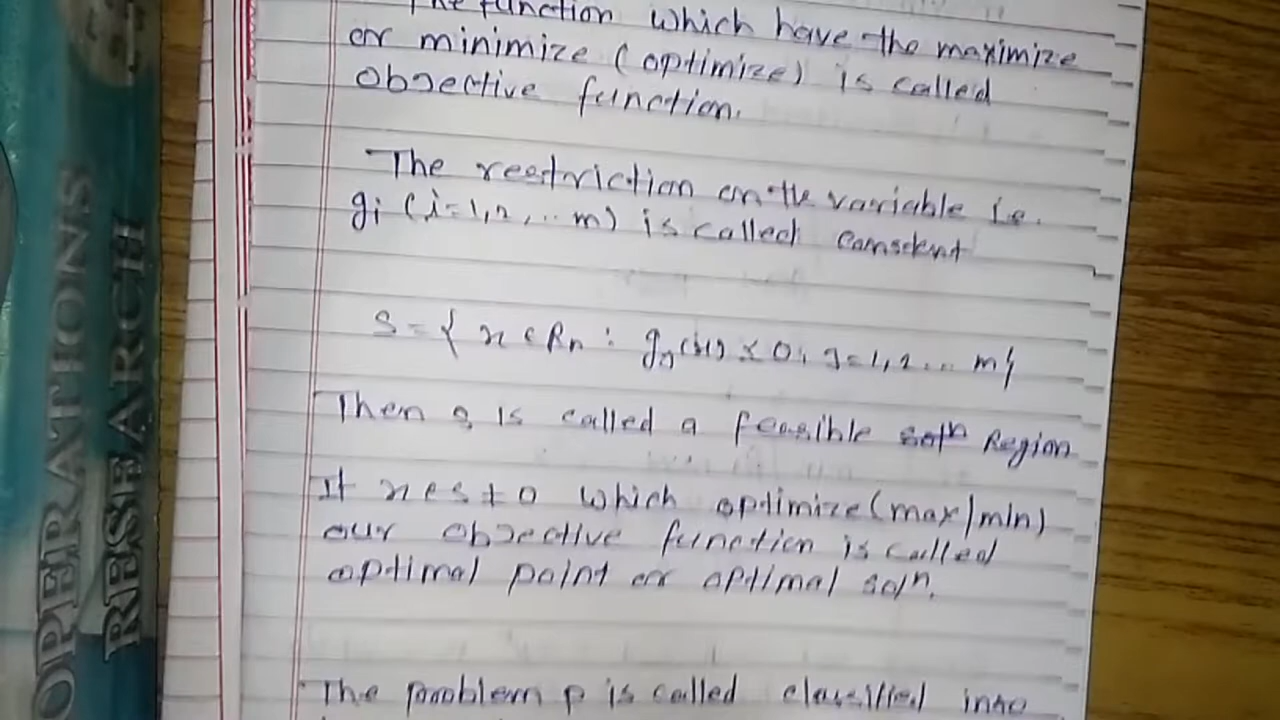 The function which have the maximize
or minimize (optimize) is called
objective function.
The restriction on the variable i.e.
gi (i=1,2,...m) is called
S = { x ∈ Rn : gj(x) ≤ 0, j=1,2... m}
Then S is called a feasible soln Region
If x ∈ S ≠ 0 which optimize (max/min)
our objective function is called
optimal point or optimal soln.
The problem p is called classified into
OPERATIONS
RESEARCH